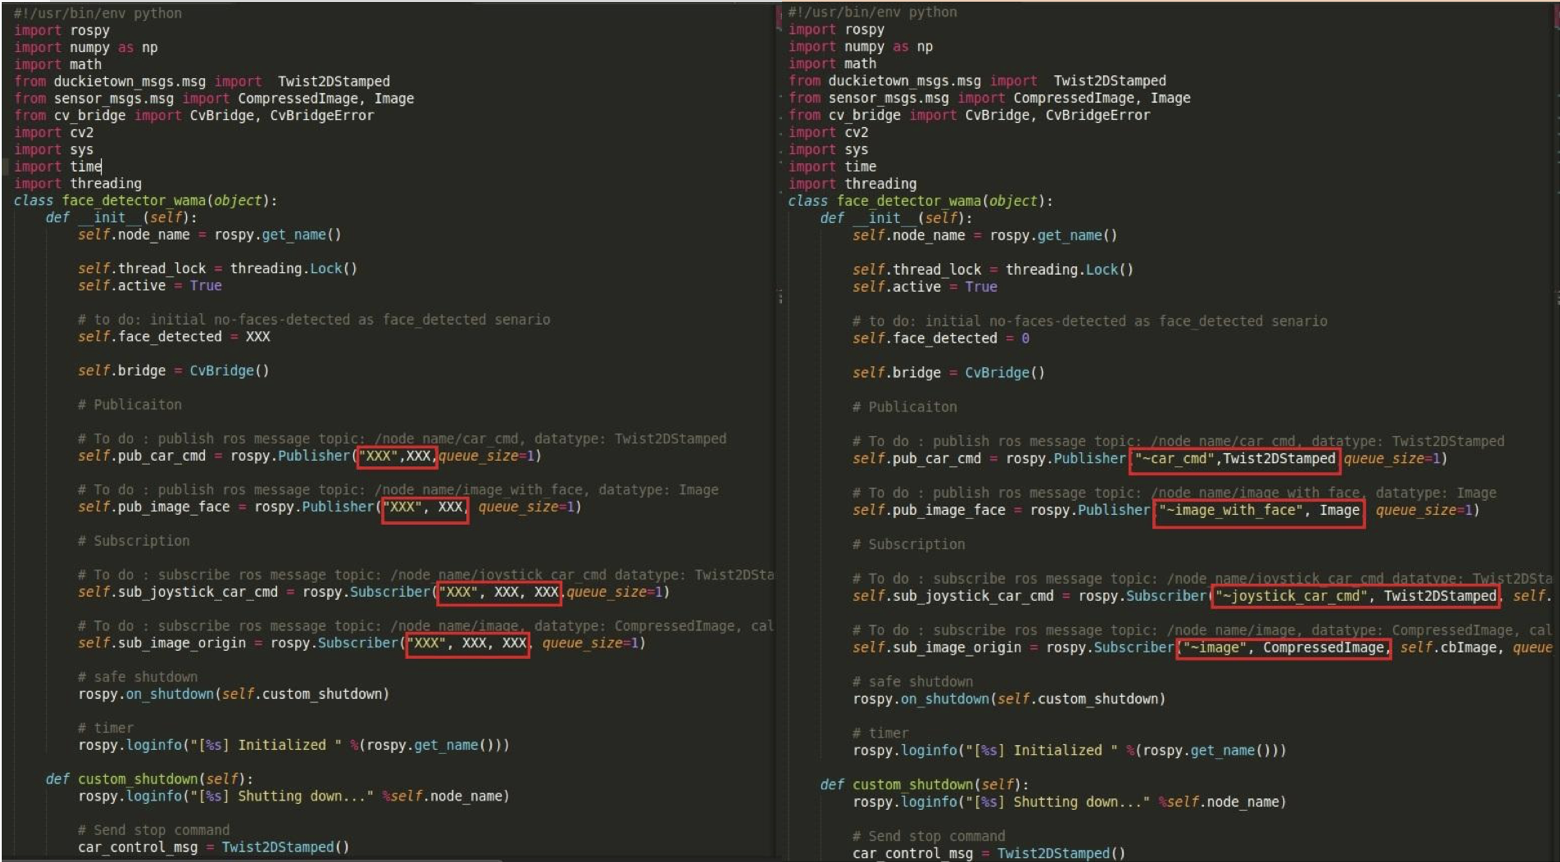 #!/usr/bin/env python
import rospy
import numpy as np
import math
from duckietown_msgs.msg import  Twist2DStamped
from sensor_msgs.msg import CompressedImage, Image
from cv_bridge import CvBridge, CvBridgeError
import cv2
import sys
import time
import threading
class face_detector_wama(object):
    def __init__(self):
        self.node_name = rospy.get_name()
        self.thread_lock = threading.Lock()
        self.active = True
        # to do: initial no-faces-detected as face_detected senario
        self.face_detected = XXX
        self.bridge = CvBridge()
        # Publicaiton
        # To do : publish ros message topic: /node_name/car_cmd, datatype: Twist2DStamped
        self.pub_car_cmd = rospy.Publisher("XXX",XXX,queue_size=1)
        # To do : publish ros message topic: /node_name/image_with_face, datatype: Image
        self.pub_image_face = rospy.Publisher("XXX", XXX, queue_size=1)
        # Subscription
        # To do : subscribe ros message topic: /node_name/joystick_car_cmd datatype: Twist2DSta
        self.sub_joystick_car_cmd = rospy.Subscriber("XXX", XXX, XXX,queue_size=1)
        # To do : subscribe ros message topic: /node_name/image, datatype: CompressedImage, cal
        self.sub_image_origin = rospy.Subscriber("XXX", XXX, XXX, queue_size=1)
        # safe shutdown
        rospy.on_shutdown(self.custom_shutdown)
        # timer
        rospy.loginfo("[%s] Initialized " %(rospy.get_name()))
    def custom_shutdown(self):
        rospy.loginfo("[%s] Shutting down..." %self.node_name)
        # Send stop command
        car_control_msg = Twist2DStamped()
#!/usr/bin/env python
import rospy
import numpy as np
import math
from duckietown_msgs.msg import  Twist2DStamped
from sensor_msgs.msg import CompressedImage, Image
from cv_bridge import CvBridge, CvBridgeError
import cv2
import sys
import time
import threading
class face_detector_wama(object):
    def __init__(self):
        self.node_name = rospy.get_name()
        self.thread_lock = threading.Lock()
        self.active = True
        # to do: initial no-faces-detected as face_detected senario
        self.face_detected = 0
        self.bridge = CvBridge()
        # Publicaiton
        # To do : publish ros message topic: /node_name/car_cmd, datatype: Twist2DStamped
        self.pub_car_cmd = rospy.Publisher("~car_cmd",Twist2DStamped queue_size=1)
        # To do : publish ros message topic: /node_name/image_with_face, datatype: Image
        self.pub_image_face = rospy.Publisher("~image_with_face", Image queue_size=1)
        # Subscription
        # To do : subscribe ros message topic: /node_name/joystick_car_cmd datatype: Twist2DSta
        self.sub_joystick_car_cmd = rospy.Subscriber("~joystick_car_cmd", Twist2DStamped, self.
        # To do : subscribe ros message topic: /node_name/image, datatype: CompressedImage, cal
        self.sub_image_origin = rospy.Subscriber("~image", CompressedImage, self.cbImage, queue
        # safe shutdown
        rospy.on_shutdown(self.custom_shutdown)
        # timer
        rospy.loginfo("[%s] Initialized " %(rospy.get_name()))
    def custom_shutdown(self):
        rospy.loginfo("[%s] Shutting down..." %self.node_name)
        # Send stop command
        car_control_msg = Twist2DStamped()